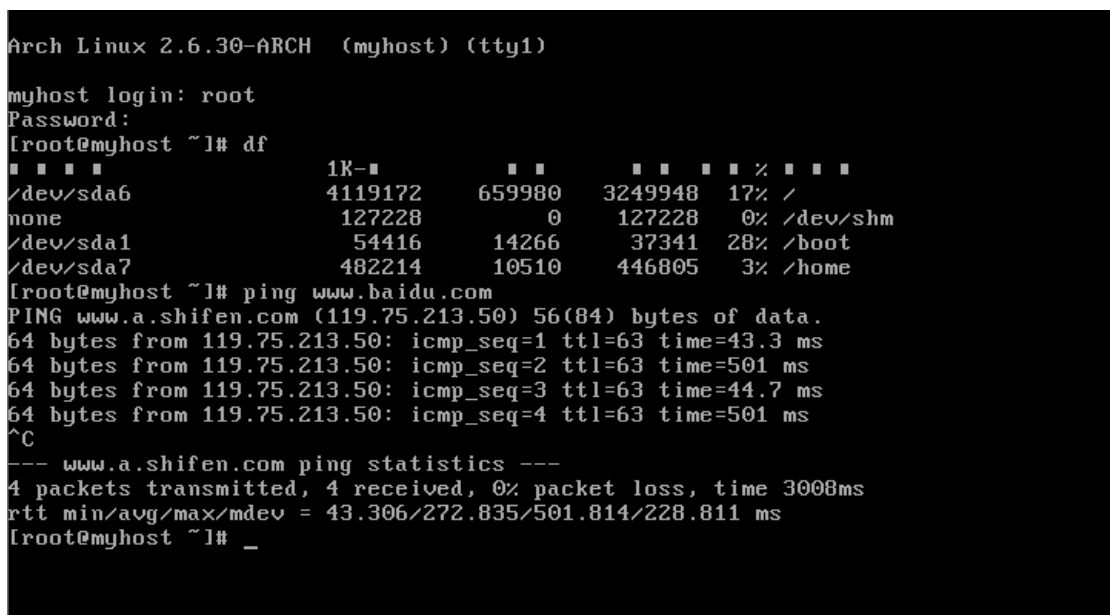 Arch Linux 2.6.30-ARCH  (myhost) (tty1)
myhost login: root
Password:
[root@myhost ~]# df
■ ■ ■ ■                1K-■       ■ ■       ■ ■  ■ ■ % ■ ■ ■
/dev/sda6              4119172    659980   3249948  17% /
none                    127228         0    127228   0% /dev/shm
/dev/sda1                54416     14266     37341  28% /boot
/dev/sda7               482214     10510    446805   3% /home
[root@myhost ~]# ping www.baidu.com
PING www.a.shifen.com (119.75.213.50) 56(84) bytes of data.
64 bytes from 119.75.213.50: icmp_seq=1 ttl=63 time=43.3 ms
64 bytes from 119.75.213.50: icmp_seq=2 ttl=63 time=501 ms
64 bytes from 119.75.213.50: icmp_seq=3 ttl=63 time=44.7 ms
64 bytes from 119.75.213.50: icmp_seq=4 ttl=63 time=501 ms
^C
--- www.a.shifen.com ping statistics ---
4 packets transmitted, 4 received, 0% packet loss, time 3008ms
rtt min/avg/max/mdev = 43.306/272.835/501.814/228.811 ms
[root@myhost ~]# _